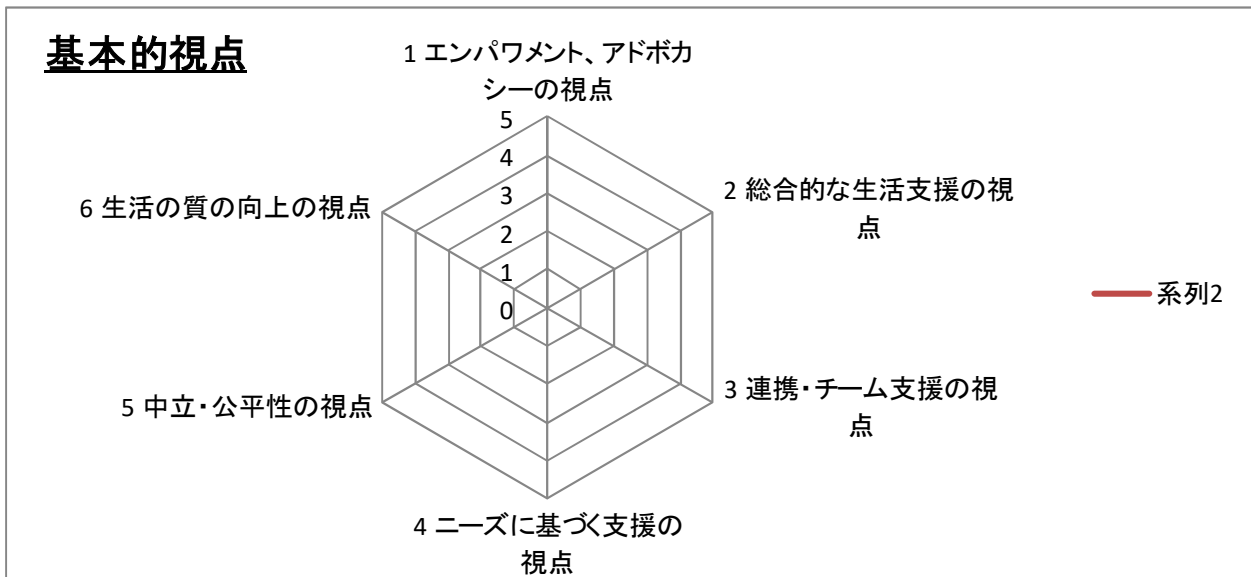 基本的視点
1 エンパワメント、アドボカ
シーの視点
5
4
3
2
1
0
2 総合的な生活支援の視
点
3 連携・チーム支援の視
点
4 ニーズに基づく支援の
視点
5 中立・公平性の視点
6 生活の質の向上の視点
系列2